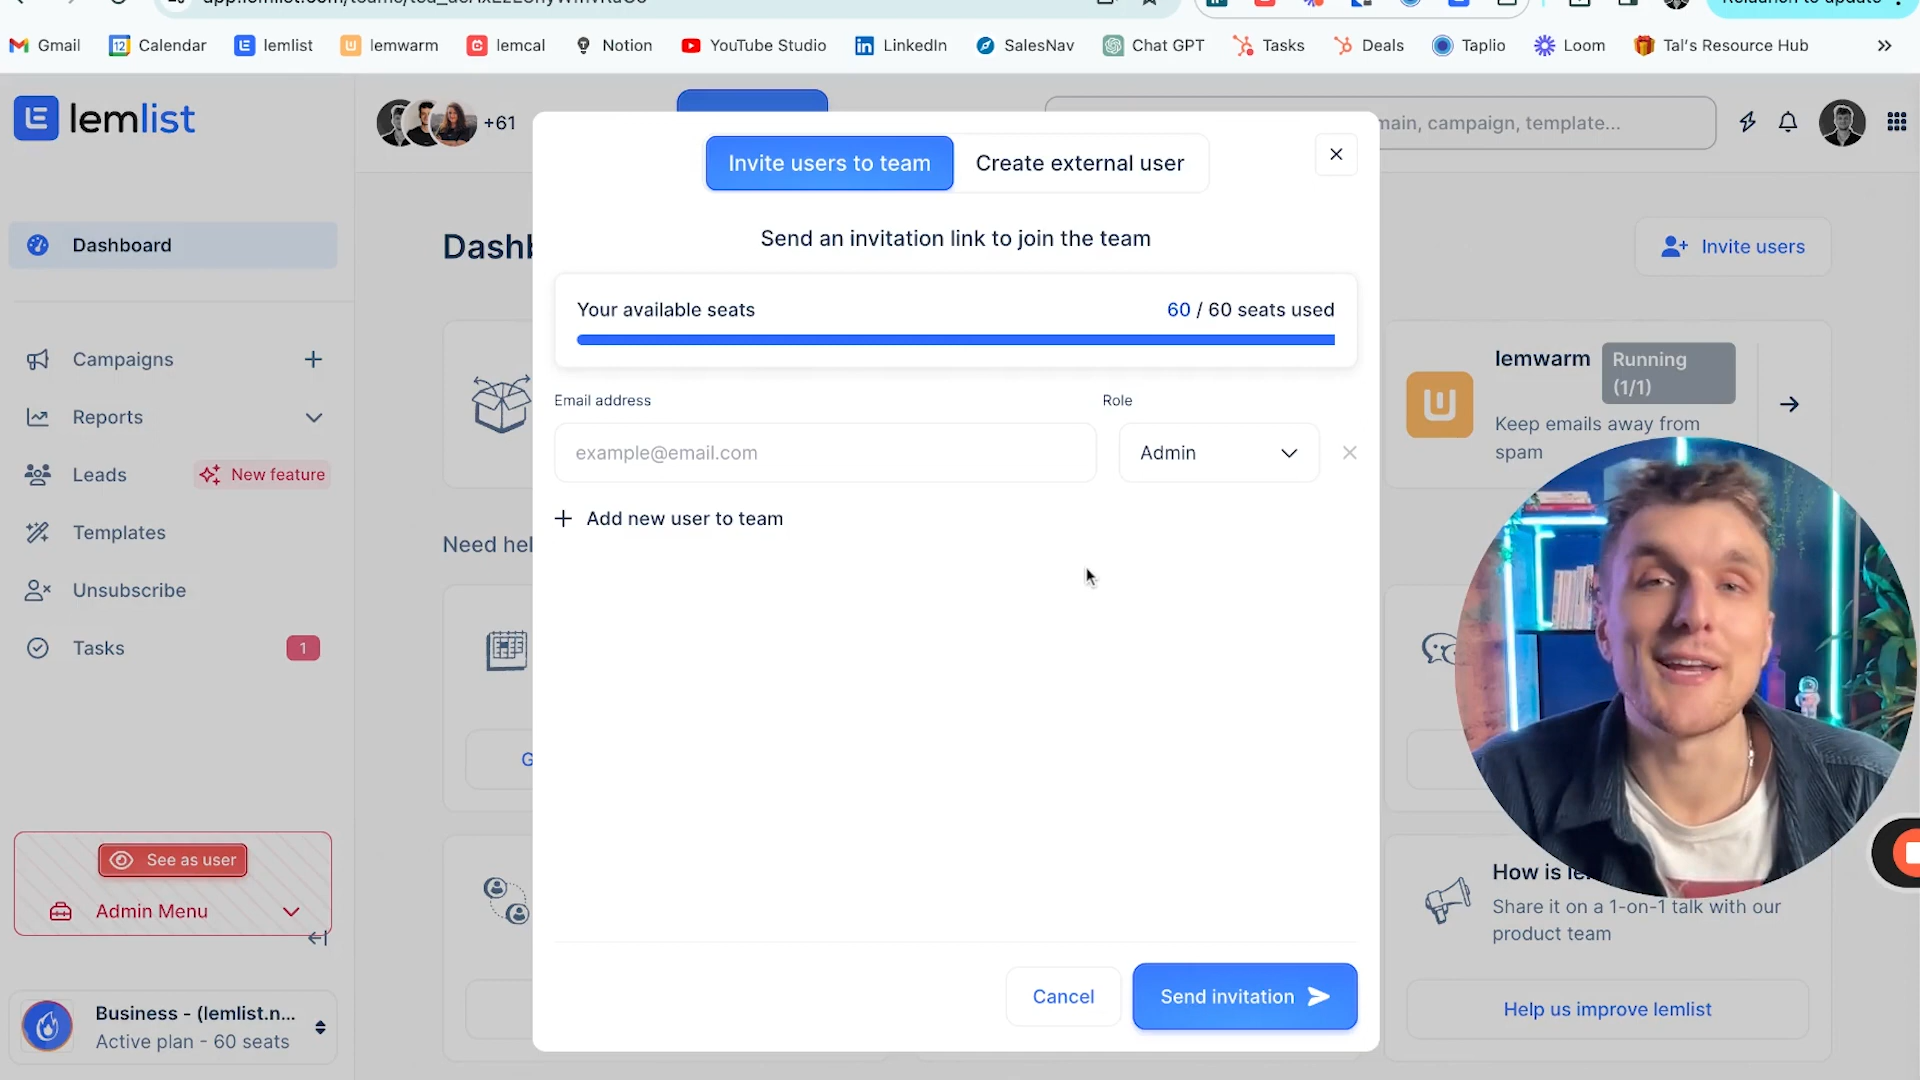 Gmail
Calendar
lemlist
lemwarm
lemcal
Notion
YouTube Studio
LinkedIn
SalesNav
Chat GPT
Tasks
Deals
Taplio
Loom
Tal's Resource Hub
lemlist
+61
main, campaign, template...
Invite users to team
Create external user
Send an invitation link to join the team
Dashboard
Invite users
Your available seats
60 / 60 seats used
Campaigns
Reports
Leads
New feature
Templates
Unsubscribe
Tasks
1
Email address
Role
example@email.com
Admin
Add new user to team
Need hel
lemwarm
Running
(1/1)
Keep emails away from
spam
G
See as user
Admin Menu
Business - (lemlist.n...
Active plan - 60 seats
Cancel
Send invitation
How is le
Share it on a 1-on-1 talk with our
product team
Help us improve lemlist